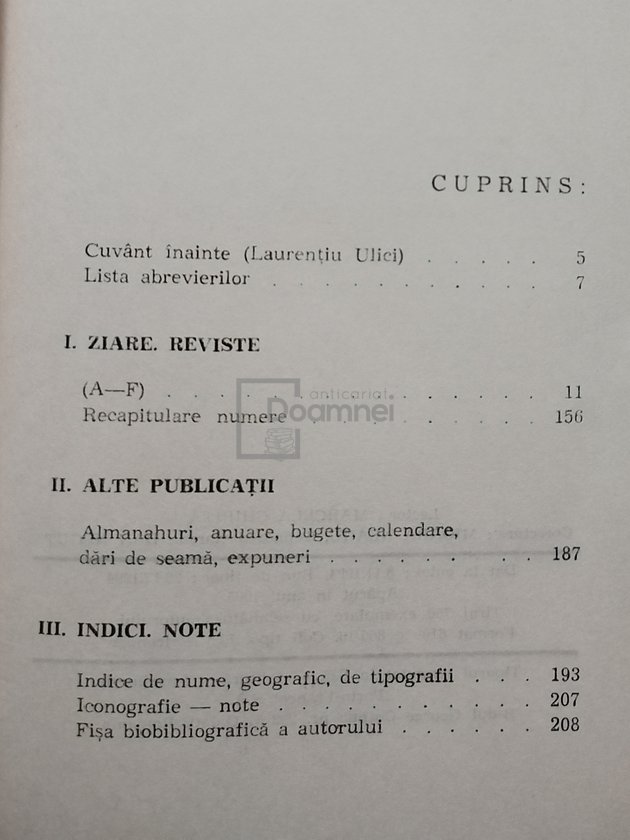 CUPRINS:
Cuvânt înainte (Laurențiu Ulici) . . . . . 5
Lista abrevierilor . . . . . . . . . . . 7
I. ZIARE. REVISTE
(A—F) . . . . . . . . . . . . . . 11
Recapitulare numere . . . . . . . . . 156
anticariat
Doamnei
II. ALTE PUBLICAȚII
Almanahuri, anuare, bugete, calendare,
dări de seamă, expuneri . . . . . . . . 187
III. INDICI. NOTE
Indice de nume, geografic, de tipografii . . . 193
Iconografie — note . . . . . . . . . . 207
Fișa biobibliografică a autorului . . . . . . 208